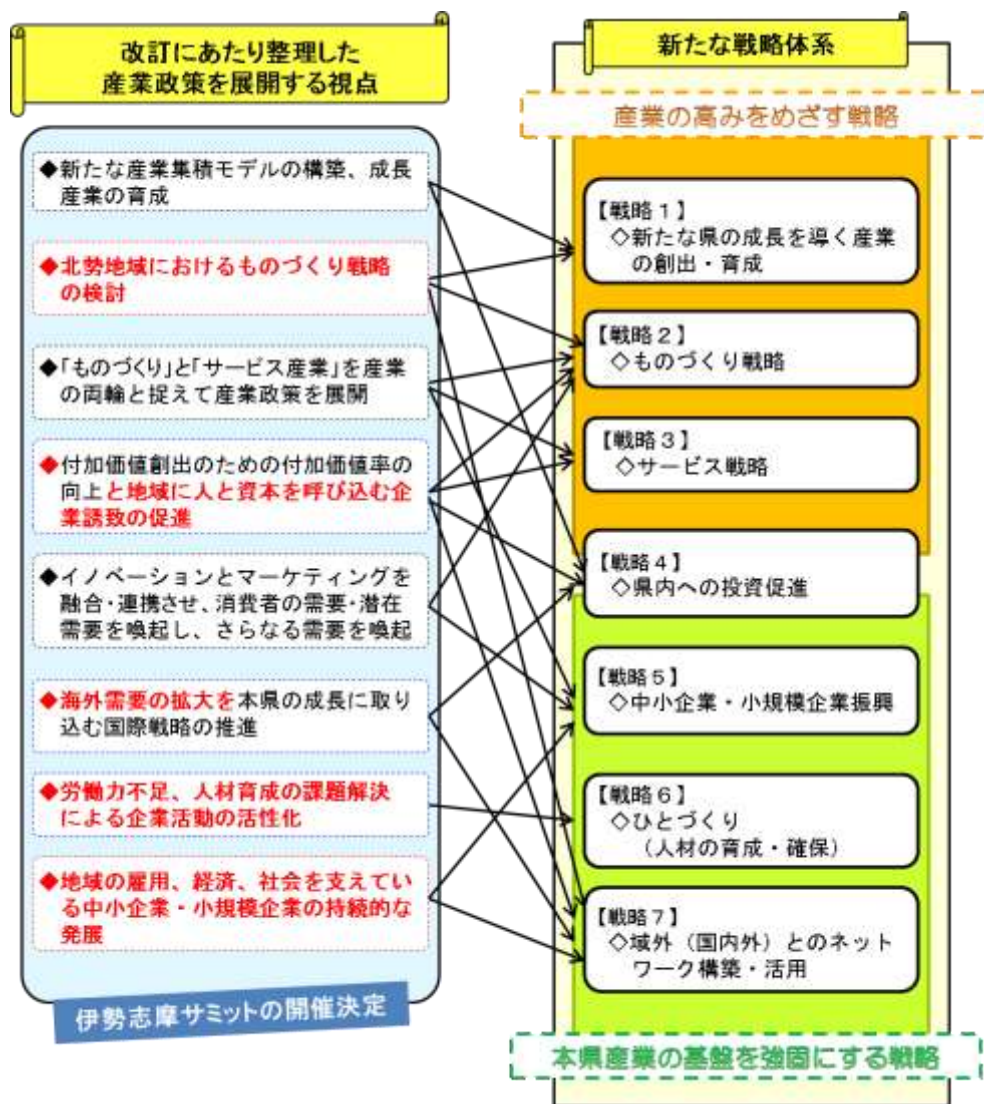 改訂にあたり整理した
産業政策を展開する視点
◆新たな産業集積モデルの構築、成長
産業の育成
◆北勢地域におけるものづくり戦略
の検討
◆「ものづくり」と「サービス産業」を産業
の両輪と捉えて産業政策を展開
◆付加価値創出のための付加価値率の
向上と地域に人と資本を呼び込む企
業誘致の促進
◆イノベーションとマーケティングを
融合・連携させ、消費者の需要・潜在
需要を喚起し、さらなる需要を喚起
◆海外需要の拡大を本県の成長に取り
込む国際戦略の推進
◆労働力不足、人材育成の課題解決
による企業活動の活性化
◆地域の雇用、経済、社会を支えてい
る中小企業・小規模企業の持続的な
発展
伊勢志摩サミットの開催決定
新たな戦略体系
産業の高みをめざす戦略
【戦略１】
◇新たな県の成長を導く産業
の創出・育成
【戦略２】
◇ものづくり戦略
【戦略３】
◇サービス戦略
【戦略４】
◇県内への投資促進
【戦略５】
◇中小企業・小規模企業振興
【戦略６】
◇ひとづくり
（人材の育成・確保）
【戦略７】
◇域外（国内外）とのネット
ワーク構築・活用
本県産業の基盤を強固にする戦略